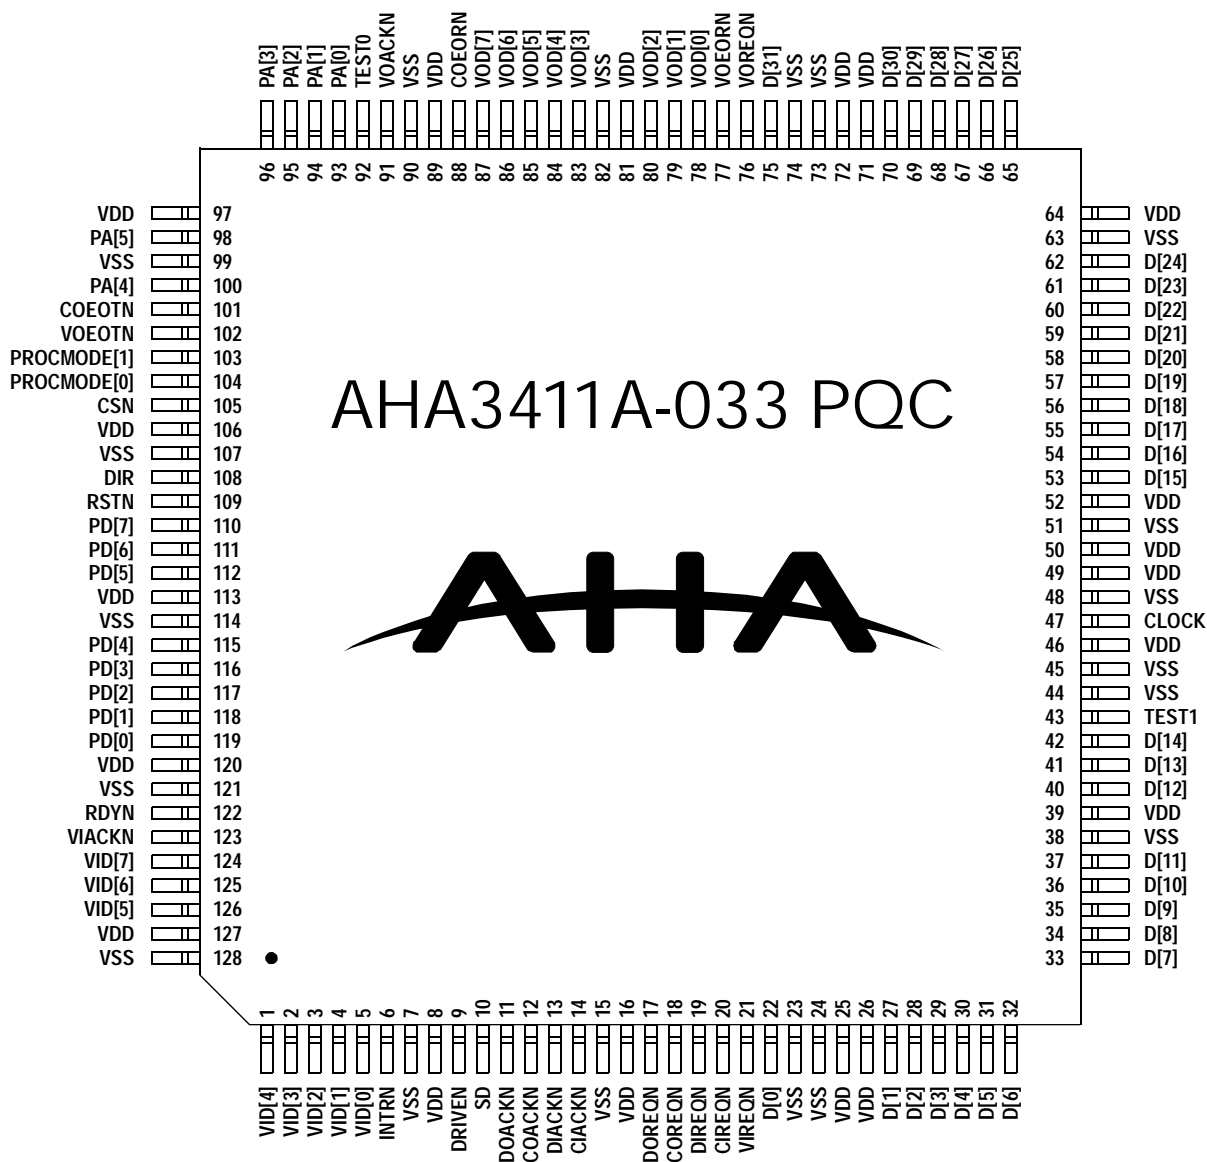 PA[3] PA[2] PA[1] PA[0] TEST0 VOACKN VSS VDD COEORN VOD[7] VOD[6] VOD[5] VOD[4] VOD[3] VSS VDD VOD[2] VOD[1] VOD[0] VOEORN VOREQN D[31] VSS VSS VDD VDD D[30] D[29] D[28] D[27] D[26] D[25]
96 95 94 93 92 91 90 89 88 87 86 85 84 83 82 81 80 79 78 77 76 75 74 73 72 71 70 69 68 67 66 65
VDD 97 64 VDD
PA[5] 98 63 VSS
VSS 99 62 D[24]
PA[4] 100 61 D[23]
COEOTN 101 60 D[22]
VOEOTN 102 59 D[21]
PROCMODE[1] 103 58 D[20]
PROCMODE[0] 104 57 D[19]
CSN 105 56 D[18]
VDD 106 55 D[17]
VSS 107 54 D[16]
DIR 108 53 D[15]
RSTN 109 52 VDD
PD[7] 110 51 VSS
PD[6] 111 50 VDD
PD[5] 112 49 VDD
VDD 113 48 VSS
VSS 114 47 CLOCK
PD[4] 115 46 VDD
PD[3] 116 45 VSS
PD[2] 117 44 VSS
PD[1] 118 43 TEST1
PD[0] 119 42 D[14]
VDD 120 41 D[13]
VSS 121 40 D[12]
RDYN 122 39 VDD
VIACKN 123 38 VSS
VID[7] 124 37 D[11]
VID[6] 125 36 D[10]
VID[5] 126 35 D[9]
VDD 127 34 D[8]
VSS 128 33 D[7]
AHA3411A-033 PQC
AHA
1 2 3 4 5 6 7 8 9 10 11 12 13 14 15 16 17 18 19 20 21 22 23 24 25 26 27 28 29 30 31 32
VID[4] VID[3] VID[2] VID[1] VID[0] INTRN VSS VDD DRIVEN SD DOACKN COACKN DIACKN CIACKN VSS VDD DOREQN COREQN DIREQN CIREQN VIREQN D[0] VSS VSS VDD VDD D[1] D[2] D[3] D[4] D[5] D[6]